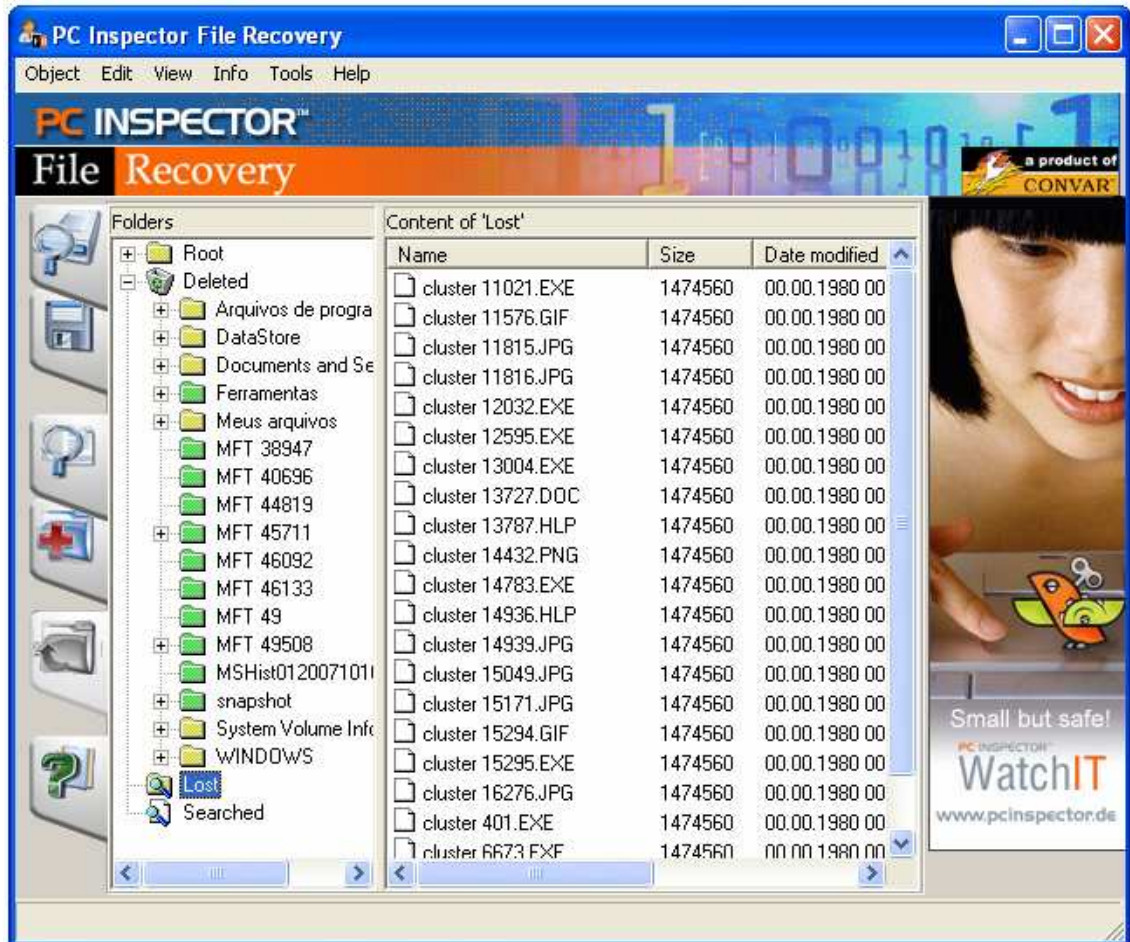 PC Inspector File Recovery
Object Edit View Info Tools Help
PC INSPECTOR™
File Recovery
a product of
CONVAR
Folders
Root
Deleted
Arquivos de progra
DataStore
Documents and Se
Ferramentas
Meus arquivos
MFT 38947
MFT 40696
MFT 44819
MFT 45711
MFT 46092
MFT 46133
MFT 49
MFT 49508
MSHist0120071010
snapshot
System Volume Info
WINDOWS
Lost
Searched
Content of 'Lost'
Name Size Date modified
cluster 11021.EXE 1474560 00.00.1980 00
cluster 11576.GIF 1474560 00.00.1980 00
cluster 11815.JPG 1474560 00.00.1980 00
cluster 11816.JPG 1474560 00.00.1980 00
cluster 12032.EXE 1474560 00.00.1980 00
cluster 12595.EXE 1474560 00.00.1980 00
cluster 13004.EXE 1474560 00.00.1980 00
cluster 13727.DOC 1474560 00.00.1980 00
cluster 13787.HLP 1474560 00.00.1980 00
cluster 14432.PNG 1474560 00.00.1980 00
cluster 14783.EXE 1474560 00.00.1980 00
cluster 14936.HLP 1474560 00.00.1980 00
cluster 14939.JPG 1474560 00.00.1980 00
cluster 15049.JPG 1474560 00.00.1980 00
cluster 15171.JPG 1474560 00.00.1980 00
cluster 15294.GIF 1474560 00.00.1980 00
cluster 15295.EXE 1474560 00.00.1980 00
cluster 16276.JPG 1474560 00.00.1980 00
cluster 401.EXE 1474560 00.00.1980 00
cluster 6673.EXE 1474560 00.00.1980 00
Small but safe!
PC INSPECTOR™
WatchIT
www.pcinspector.de